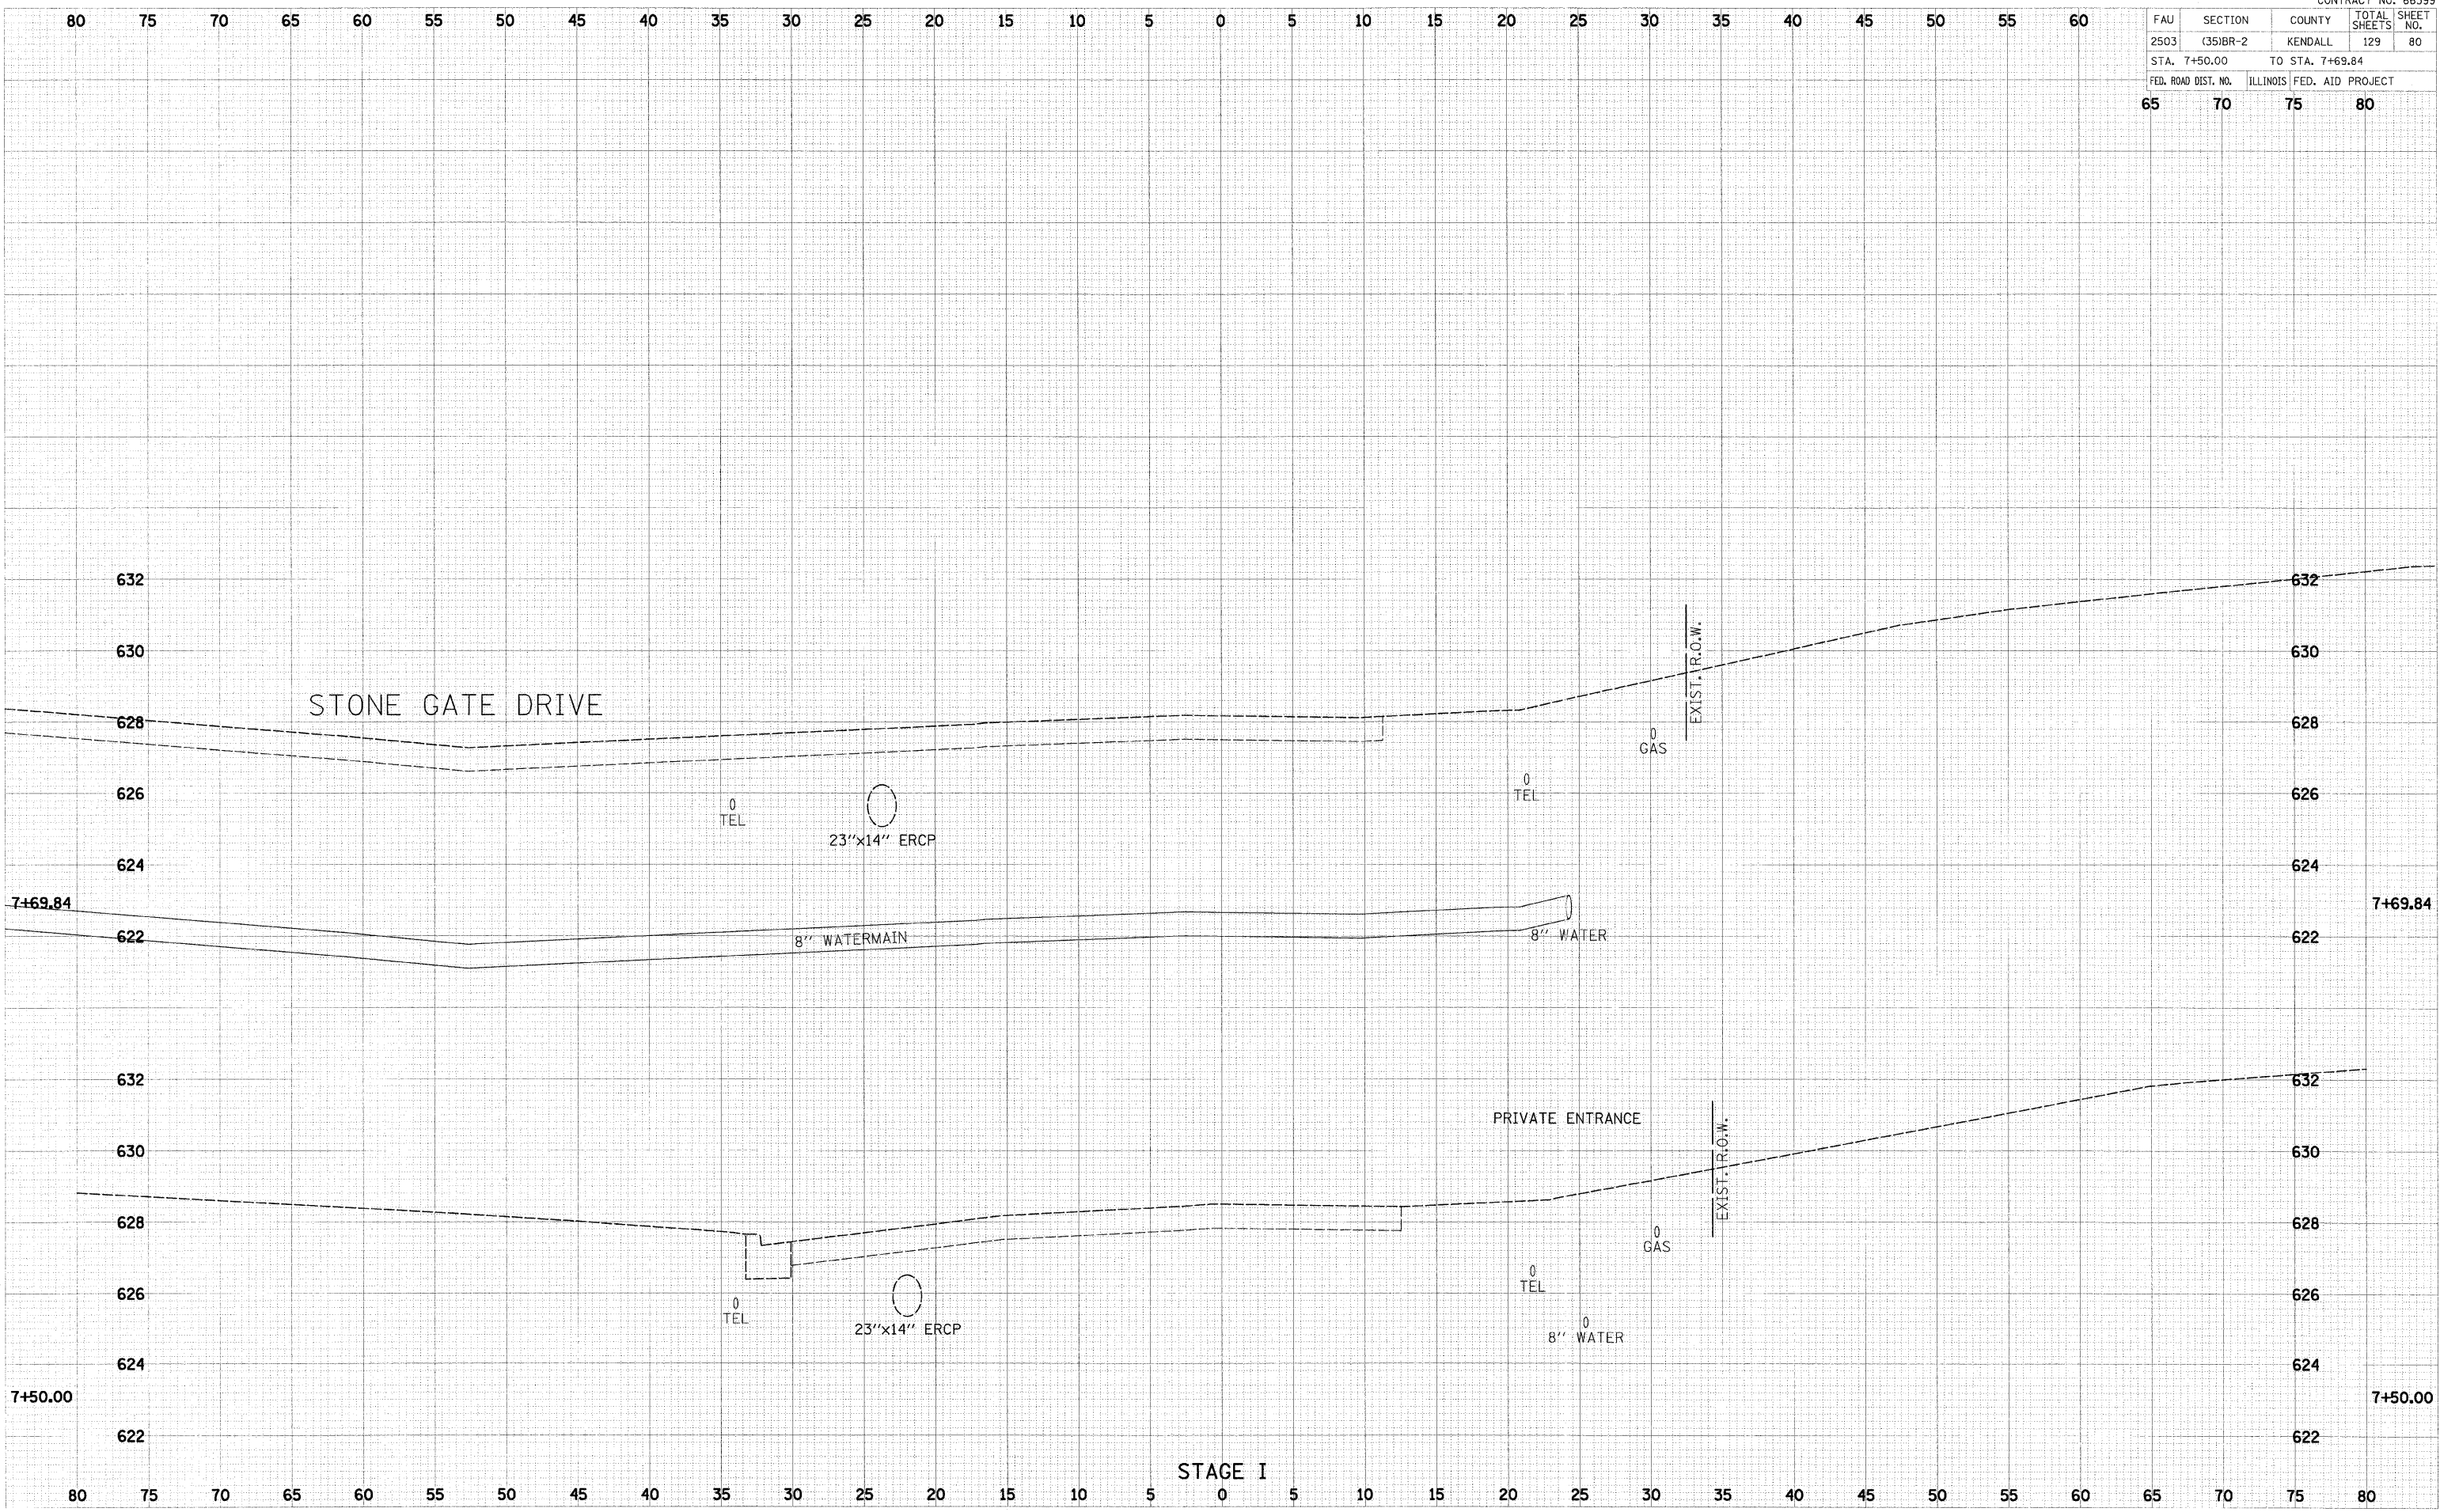 CONTRACT NO. 66599
80 75 70 65 60 55 50 45 40 35 30 25 20 15 10 5 0 5 10 15 20 25 30 35 40 45 50 55 60
FAU SECTION COUNTY TOTAL SHEETS SHEET NO.
2503 (35)BR-2 KENDALL 129 80
STA. 7+50.00 TO STA. 7+69.84
FED. ROAD DIST. NO. ILLINOIS FED. AID PROJECT
65 70 75 80
632 632
630 EXIST. R.O.W. 630
STONE GATE DRIVE
628 628
GAS
626 TEL 626
TEL
23"x14" ERCP
624 624
7+69.84 7+69.84
622 8" WATERMAIN 8" WATER 622
632 632
PRIVATE ENTRANCE
630 EXIST. R.O.W. 630
628 628
GAS
626 TEL 626
TEL
23"x14" ERCP
8" WATER
624 624
7+50.00 7+50.00
622 622
STAGE I
80 75 70 65 60 55 50 45 40 35 30 25 20 15 10 5 0 5 10 15 20 25 30 35 40 45 50 55 60 65 70 75 80